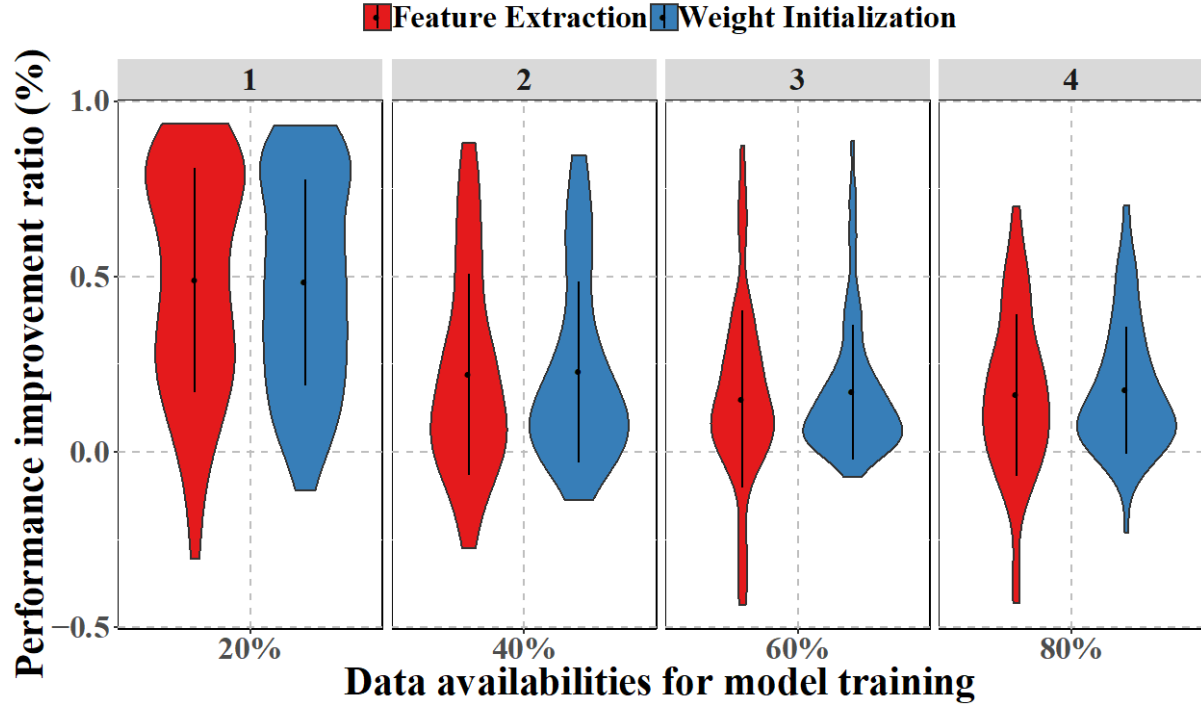 Feature Extraction Weight Initialization
1 2 3 4
Performance improvement ratio (%)
1.0
0.5
0.0
−0.5
20% 40% 60% 80%
Data availabilities for model training